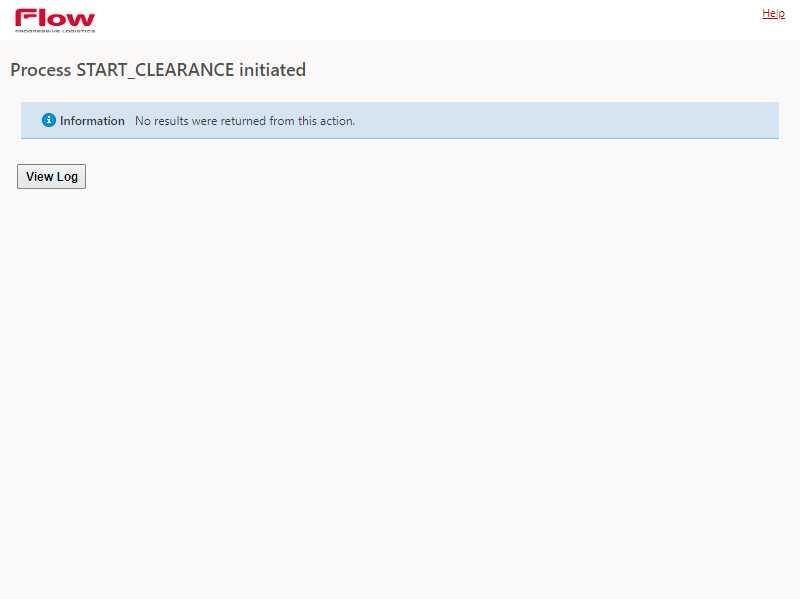 Flow
PROGRESSIVE LOGISTICS
Help
Process START_CLEARANCE initiated
Information No results were returned from this action.
View Log